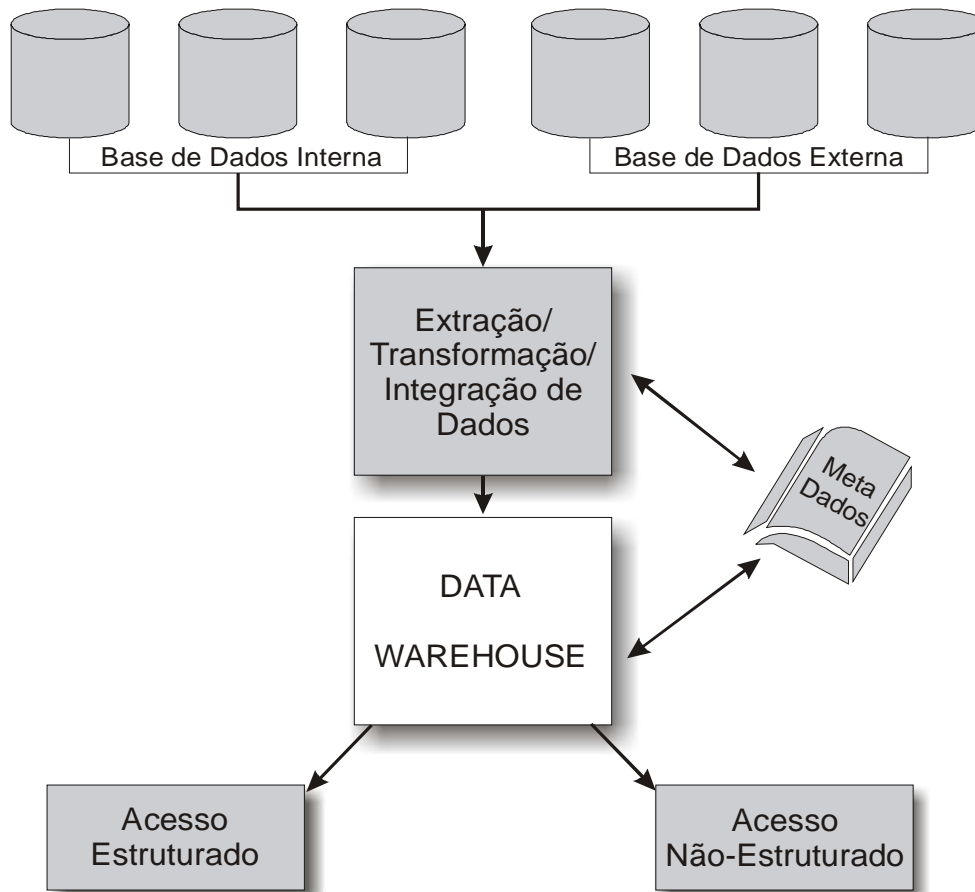 Base de Dados Interna
Base de Dados Externa
Extração/
Transformação/
Integração de
Dados
Meta
Dados
DATA
WAREHOUSE
Acesso
Estruturado
Acesso
Não-Estruturado